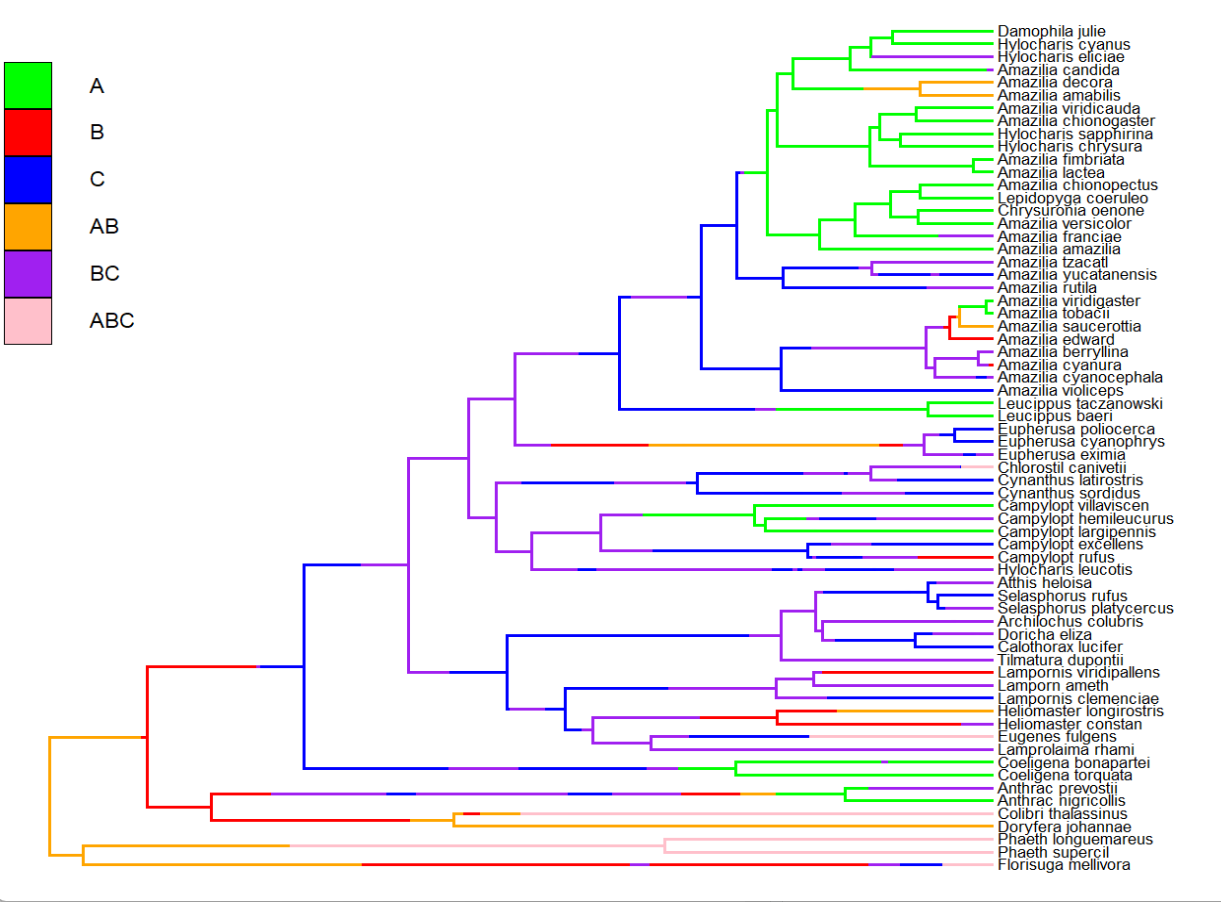 A
B
C
AB
BC
ABC
Damophila julie
Hylocharis cyanus
Hylocharis eliciae
Amazilia candida
Amazilia decora
Amazilia amabilis
Amazilia viridicauda
Amazilia chionogaster
Hylocharis sapphirina
Hylocharis chrysura
Amazilia fimbriata
Amazilia lactea
Amazilia chionopectus
Lepidopyga coeruleo
Chrysuronia oenone
Amazilia versicolor
Amazilia franciae
Amazilia amazilia
Amazilia tzacatl
Amazilia yucatanensis
Amazilia rutila
Amazilia viridigaster
Amazilia tobacii
Amazilia saucerottia
Amazilia edward
Amazilia berryllina
Amazilia cyanura
Amazilia cyanocephala
Amazilia violiceps
Leucippus taczanowski
Leucippus baeri
Eupherusa poliocerca
Eupherusa cyanophrys
Eupherusa eximia
Chlorostil canivetii
Cynanthus latirostris
Cynanthus sordidus
Campylopt villaviscen
Campylopt hemileucurus
Campylopt largipennis
Campylopt excellens
Campylopt rufus
Hylocharis leucotis
Atthis heloisa
Selasphorus rufus
Selasphorus platycercus
Archilochus colubris
Doricha eliza
Calothorax lucifer
Tilmatura dupontii
Lampornis viridipallens
Lamporn ameth
Lampornis clemenciae
Heliomaster longirostris
Heliomaster constan
Eugenes fulgens
Lamprolaima rhami
Coeligena bonapartei
Coeligena torquata
Anthrac prevostii
Anthrac nigricollis
Colibri thalassinus
Doryfera johannae
Phaeth longuemareus
Phaeth supercil
Florisuga mellivora